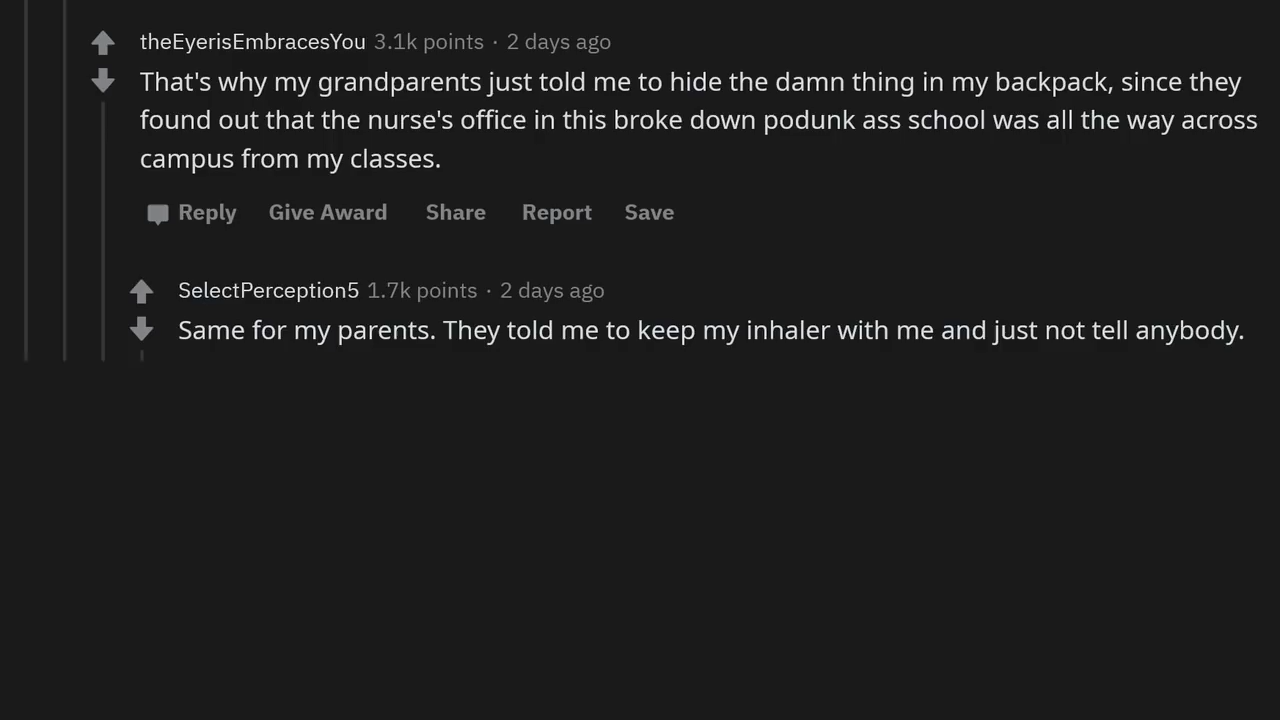 theEyerisEmbracesYou 3.1k points · 2 days ago
That's why my grandparents just told me to hide the damn thing in my backpack, since they
found out that the nurse's office in this broke down podunk ass school was all the way across
campus from my classes.
Reply Give Award Share Report Save
SelectPerception5 1.7k points · 2 days ago
Same for my parents. They told me to keep my inhaler with me and just not tell anybody.